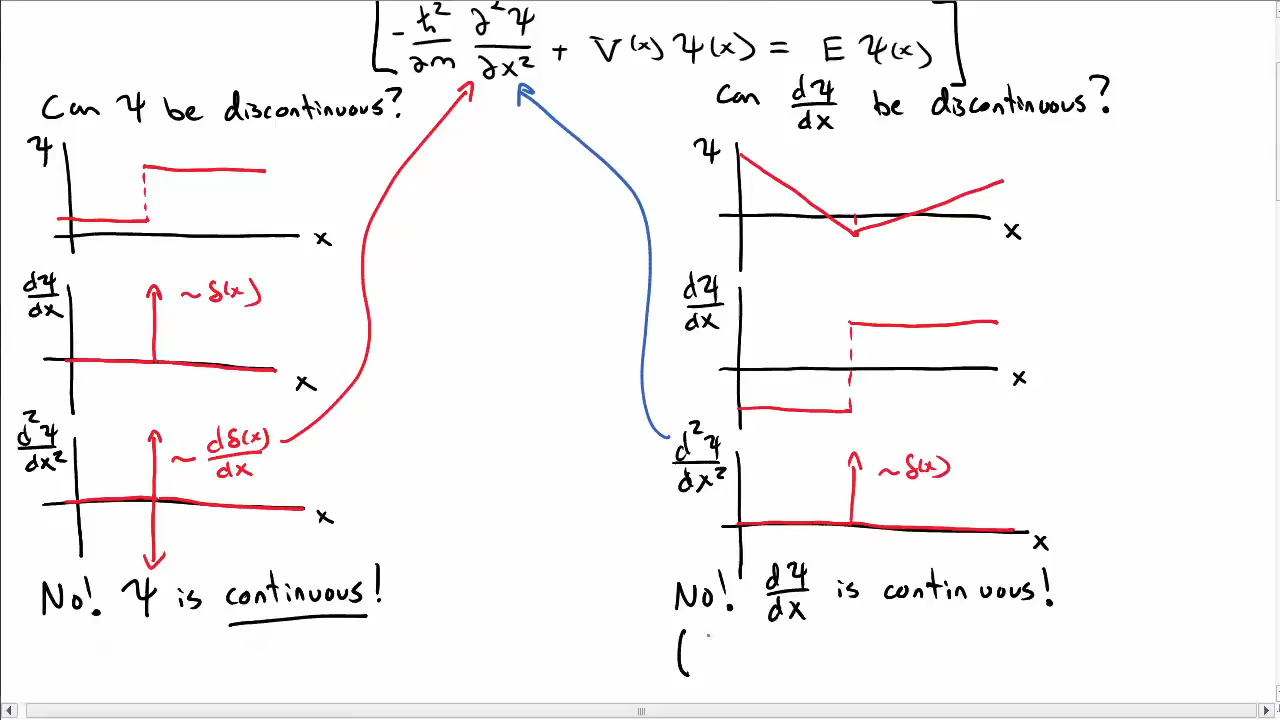 [-ħ²/2m ∂²Ψ/∂x² + V(x) Ψ(x) = E Ψ(x)]
Can Ψ be discontinuous?
Ψ
x
dΨ/dx
~ δ(x)
x
d²Ψ/dx²
~ dδ(x)/dx
x
No! Ψ is continuous!
Can dΨ/dx be discontinuous?
Ψ
x
dΨ/dx
x
d²Ψ/dx²
~ δ(x)
x
No! dΨ/dx is continuous!
(